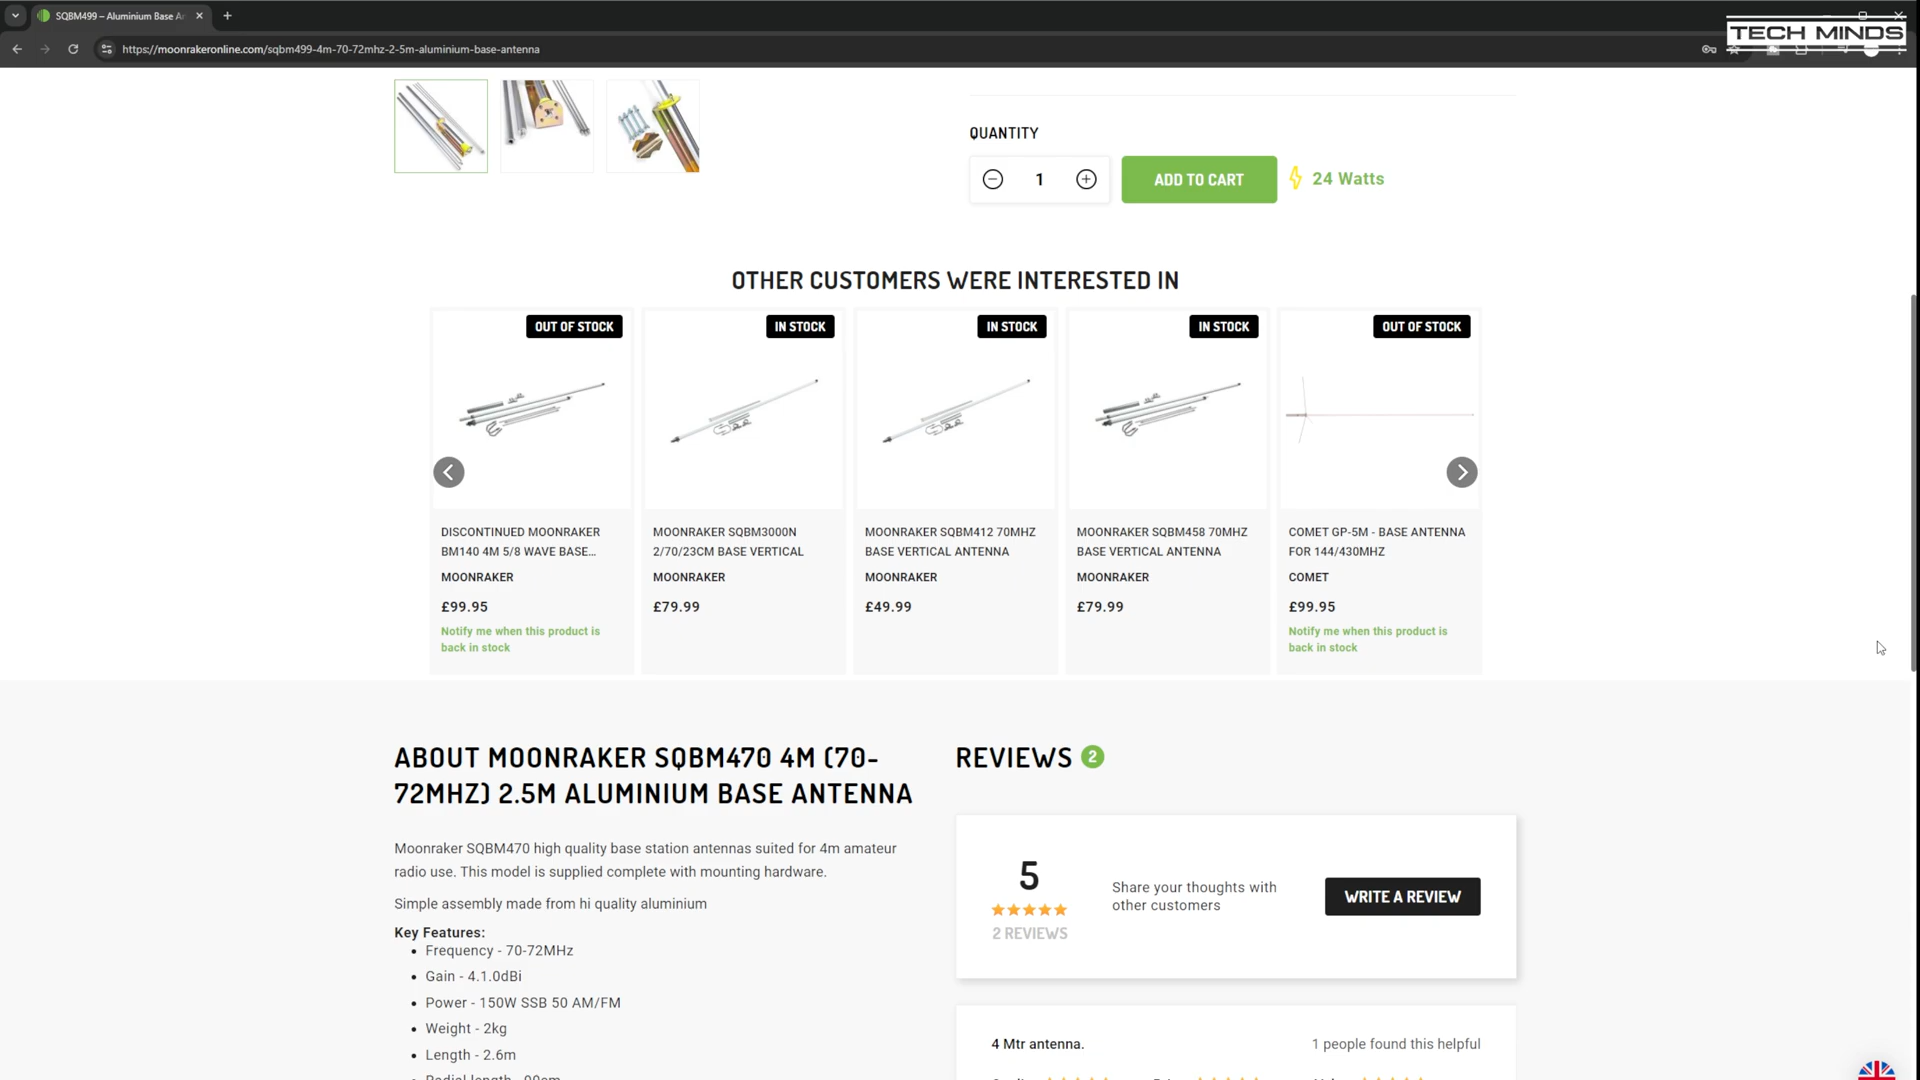 SQBM499 – Aluminium Base An
TECH MINDS
https://moonrakeronline.com/sqbm499-4m-70-72mhz-2-5m-aluminium-base-antenna
QUANTITY
1
ADD TO CART
24 Watts
OTHER CUSTOMERS WERE INTERESTED IN
OUT OF STOCK
IN STOCK
IN STOCK
IN STOCK
OUT OF STOCK
DISCONTINUED MOONRAKER
BM140 4M 5/8 WAVE BASE...
MOONRAKER
£99.95
Notify me when this product is
back in stock
MOONRAKER SQBM3000N
2/70/23CM BASE VERTICAL
MOONRAKER
£79.99
MOONRAKER SQBM412 70MHZ
BASE VERTICAL ANTENNA
MOONRAKER
£49.99
MOONRAKER SQBM458 70MHZ
BASE VERTICAL ANTENNA
MOONRAKER
£79.99
COMET GP-5M - BASE ANTENNA
FOR 144/430MHZ
COMET
£99.95
Notify me when this product is
back in stock
ABOUT MOONRAKER SQBM470 4M (70-
72MHZ) 2.5M ALUMINIUM BASE ANTENNA
Moonraker SQBM470 high quality base station antennas suited for 4m amateur
radio use. This model is supplied complete with mounting hardware.
Simple assembly made from hi quality aluminium
Key Features:
• Frequency - 70-72MHz
• Gain - 4.1.0dBi
• Power - 150W SSB 50 AM/FM
• Weight - 2kg
• Length - 2.6m
REVIEWS 2
5
2 REVIEWS
Share your thoughts with
other customers
WRITE A REVIEW
4 Mtr antenna.
1 people found this helpful